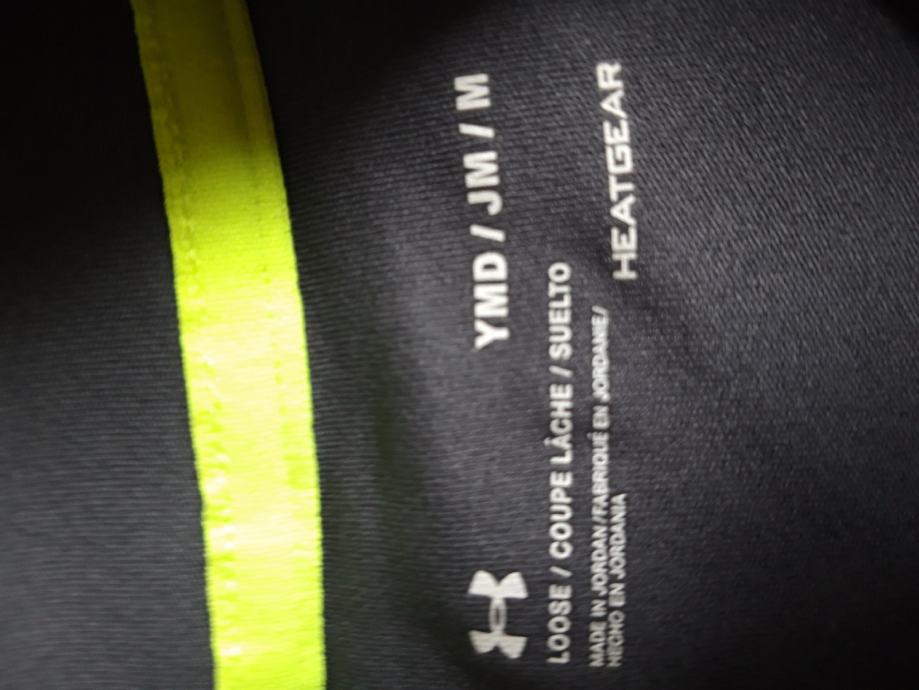 YMD / JM / M
LOOSE / COUPE LÂCHE / SUELTO
MADE IN JORDAN/FABRIQUÉ EN JORDANIE/
HECHO EN JORDANIA
HEATGEAR